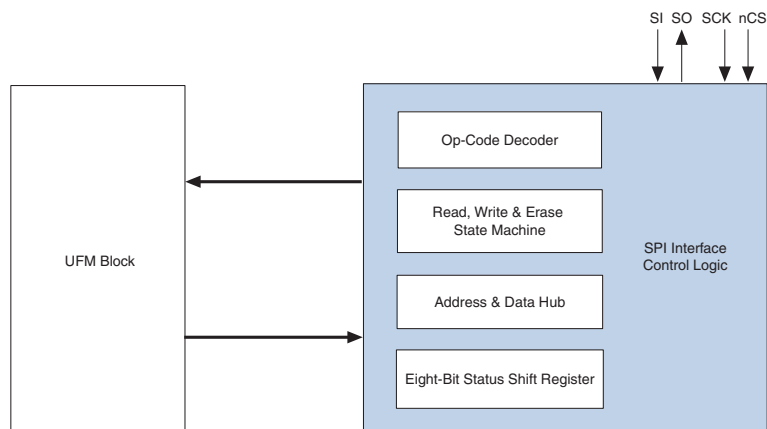 SI SO SCK nCS
Op-Code Decoder
Read, Write & Erase
State Machine
UFM Block
SPI Interface
Control Logic
Address & Data Hub
Eight-Bit Status Shift Register